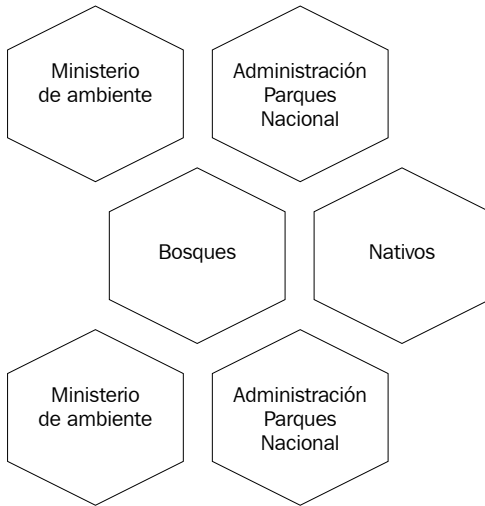 Ministerio
de ambiente
Administración
Parques
Nacional
Bosques
Nativos
Ministerio
de ambiente
Administración
Parques
Nacional